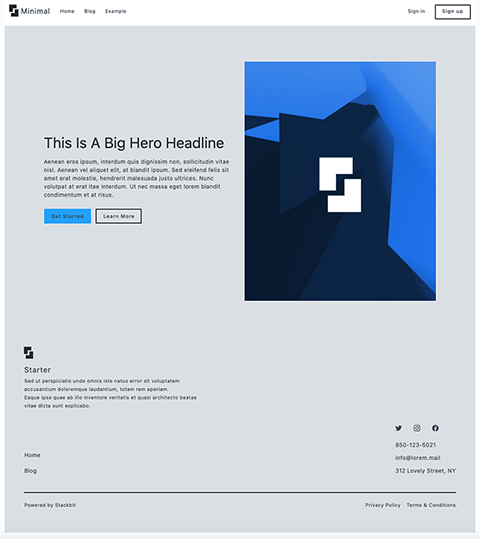 Minimal Home Blog Example Sign in Sign up
This Is A Big Hero Headline
Aenean eros ipsum, interdum quis dignissim non, sollicitudin vitae
nisl. Aenean vel aliquet elit, at blandit ipsum. Sed eleifend felis sit
amet erat molestie, hendrerit malesuada justo ultrices. Nunc
volutpat at erat itae interdum. Ut nec massa eget lorem blandit
condimentum et at risus.
Get Started Learn More
Starter
Sed ut perspiciatis unde omnis iste natus error sit voluptatem
accusantium doloremque laudantium, totam rem aperiam.
Eaque ipsa quae ab illo inventore veritatis et quasi architecto beatae
vitae dicta sunt explicabo.
850-123-5021
Home
info@lorem.mail
Blog
312 Lovely Street, NY
Powered by Stackbit Privacy Policy Terms & Conditions